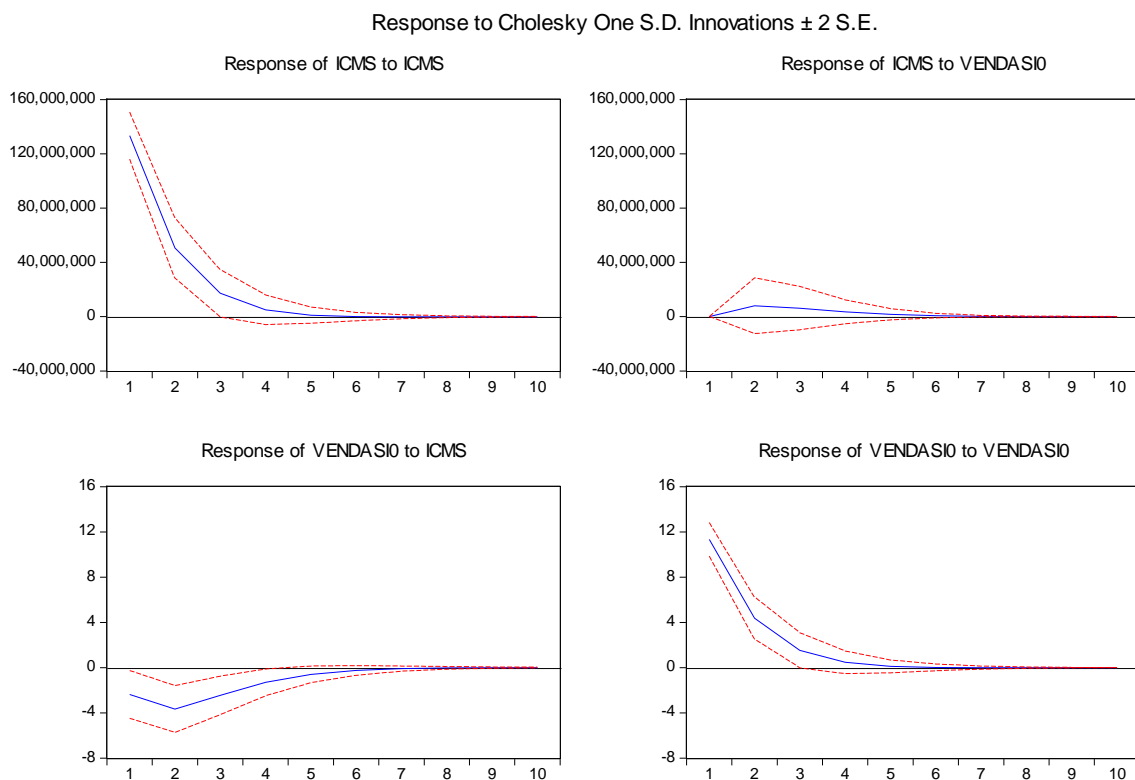 Response to Cholesky One S.D. Innovations ± 2 S.E.
Response of ICMS to ICMS
160,000,000
120,000,000
80,000,000
40,000,000
0
-40,000,000
1 2 3 4 5 6 7 8 9 10
Response of ICMS to VENDASI0
160,000,000
120,000,000
80,000,000
40,000,000
0
-40,000,000
1 2 3 4 5 6 7 8 9 10
Response of VENDASI0 to ICMS
16
12
8
4
0
-4
-8
1 2 3 4 5 6 7 8 9 10
Response of VENDASI0 to VENDASI0
16
12
8
4
0
-4
-8
1 2 3 4 5 6 7 8 9 10